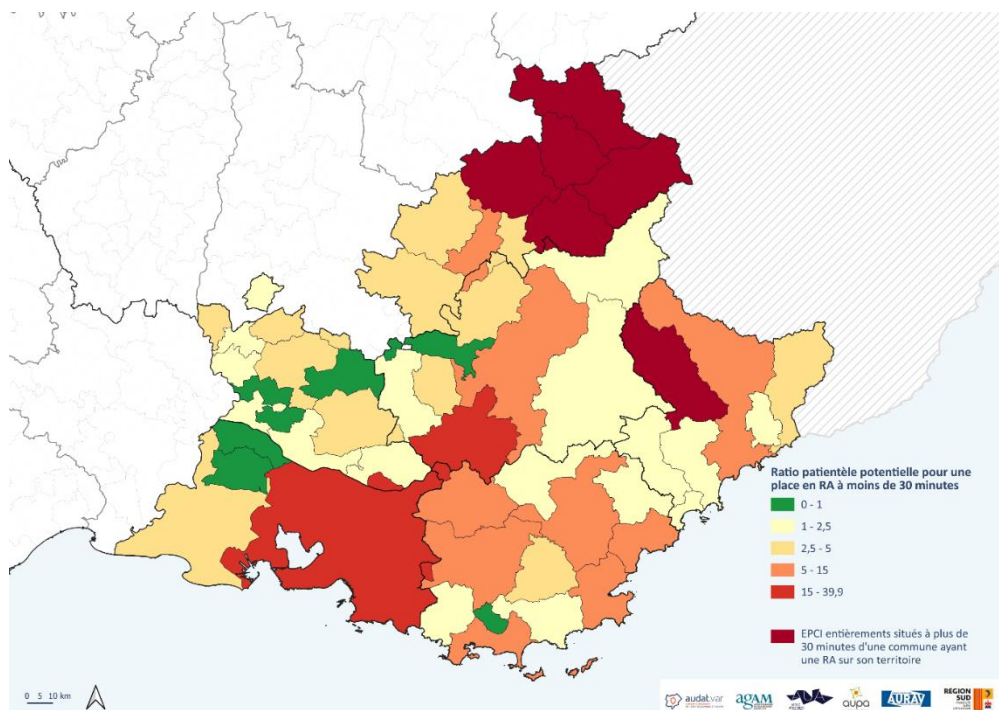 Ratio patientèle potentielle pour une
place en RA à moins de 30 minutes
0 - 1
1 - 2,5
2,5 - 5
5 - 15
15 - 39,9
EPCI entièrements situés à plus de
30 minutes d'une commune ayant
une RA sur son territoire
0 5 10 km
audat.var
agAM
aupa
AURAV
REGION
SUD